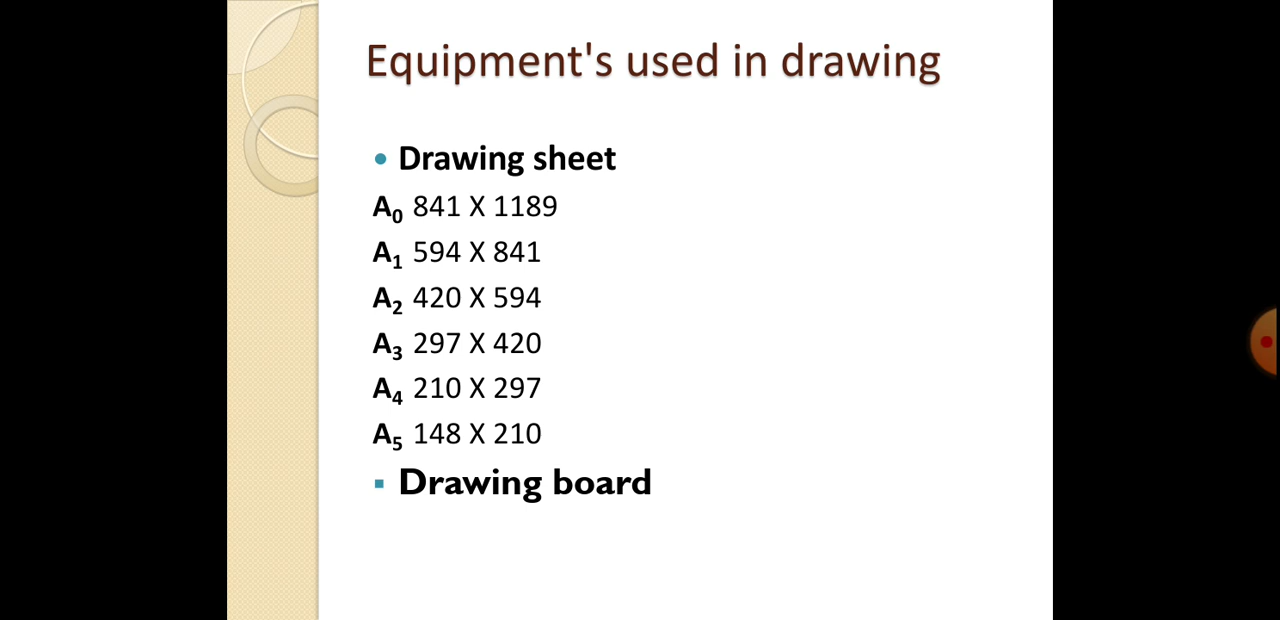 Equipment's used in drawing
Drawing sheet
A0 841 X 1189
A1 594 X 841
A2 420 X 594
A3 297 X 420
A4 210 X 297
A5 148 X 210
Drawing board